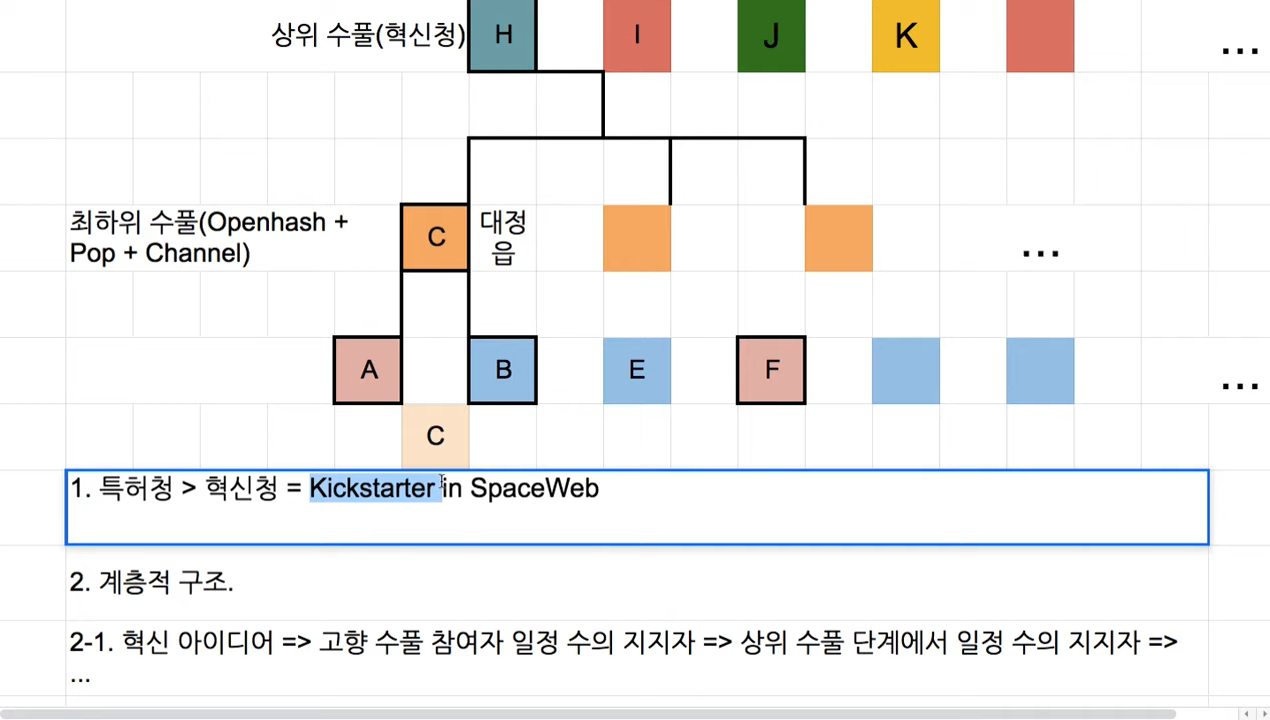 상위 수풀(혁신청) H I J K ...
최하위 수풀(Openhash +
Pop + Channel)
C
대정
읍
...
A B E F ...
C
1. 특허청 > 혁신청 = Kickstarter in SpaceWeb
2. 계층적 구조.
2-1. 혁신 아이디어 => 고향 수풀 참여자 일정 수의 지지자 => 상위 수풀 단계에서 일정 수의 지지자 =>
...